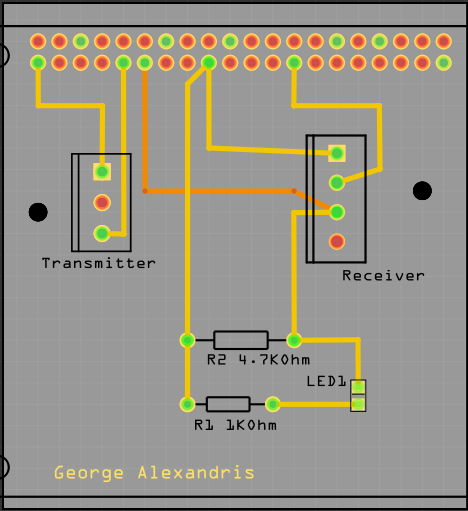 Transmitter
Receiver
R2 4.7KOhm
LED1
R1 1KOhm
George Alexandris